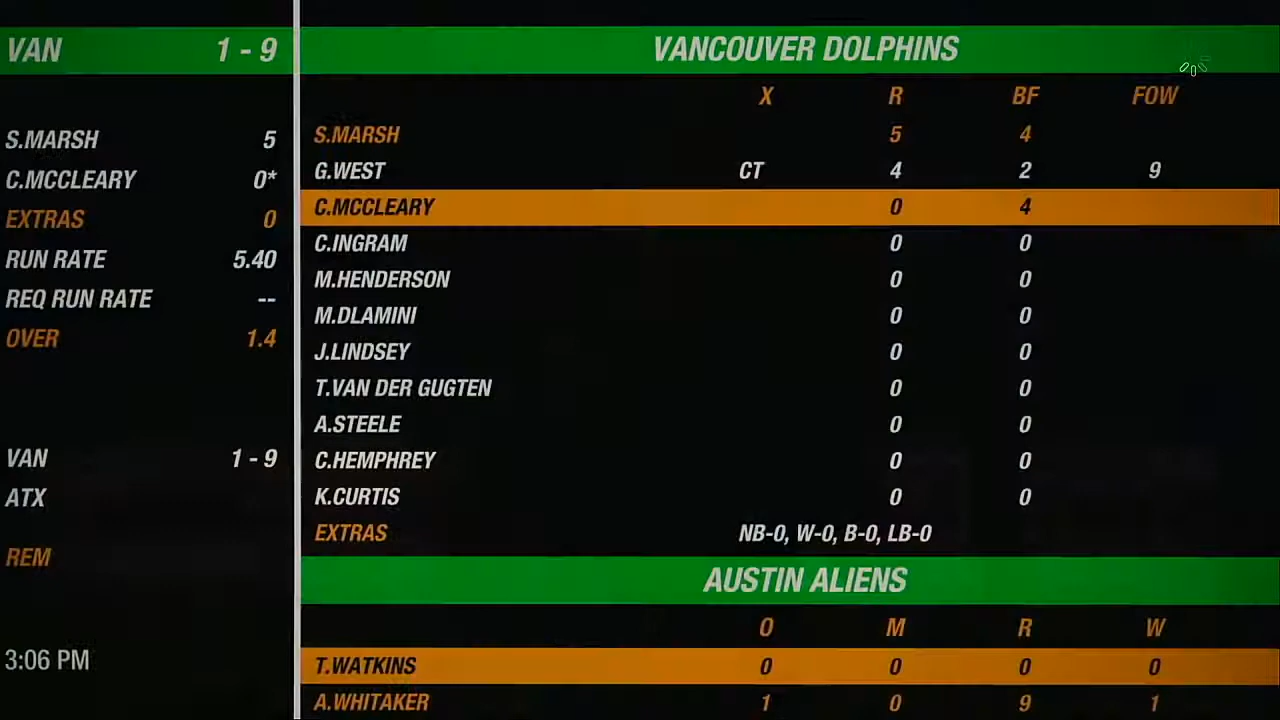 VAN 1 - 9
S.MARSH 5
C.MCCLEARY 0*
EXTRAS 0
RUN RATE 5.40
REQ RUN RATE --
OVER 1.4
VAN 1 - 9
ATX
REM
3:06 PM
VANCOUVER DOLPHINS
X R BF FOW
S.MARSH 5 4
G.WEST CT 4 2 9
C.MCCLEARY 0 4
C.INGRAM 0 0
M.HENDERSON 0 0
M.DLAMINI 0 0
J.LINDSEY 0 0
T.VAN DER GUGTEN 0 0
A.STEELE 0 0
C.HEMPHREY 0 0
K.CURTIS 0 0
EXTRAS NB-0, W-0, B-0, LB-0
AUSTIN ALIENS
O M R W
T.WATKINS 0 0 0 0
A.WHITAKER 1 0 9 1